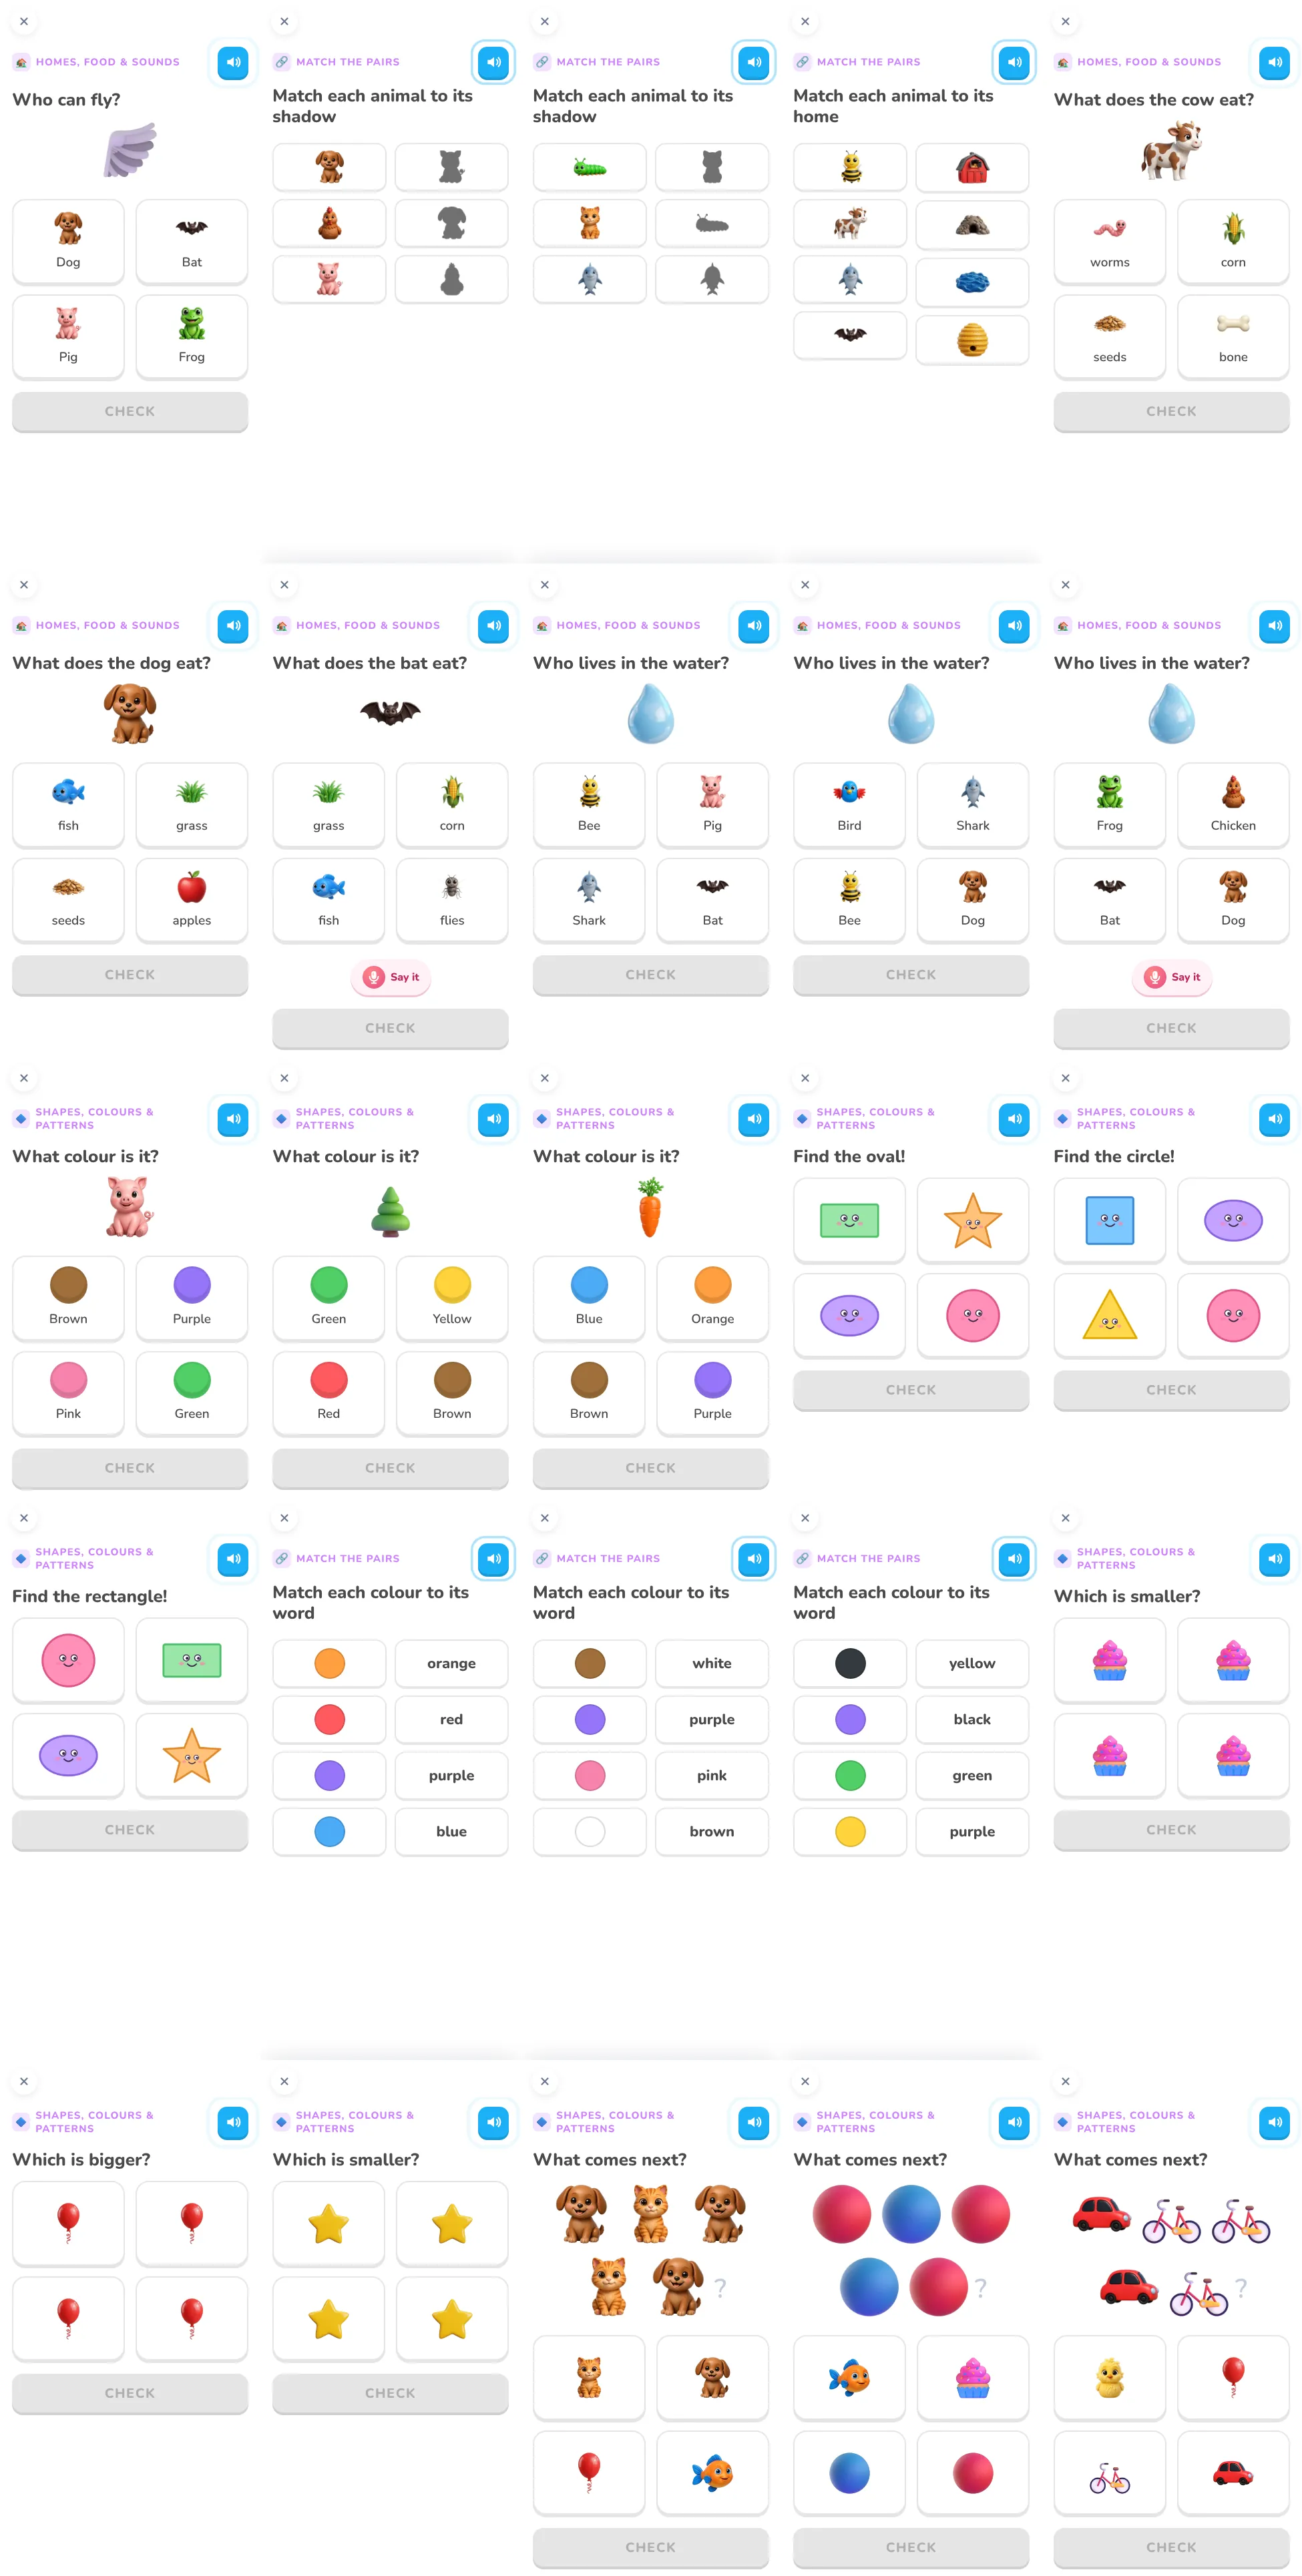 HOMES, FOOD & SOUNDS
Who can fly?
Dog
Bat
Pig
Frog
CHECK
MATCH THE PAIRS
Match each animal to its
shadow
MATCH THE PAIRS
Match each animal to its
shadow
MATCH THE PAIRS
Match each animal to its
home
HOMES, FOOD & SOUNDS
What does the cow eat?
worms
corn
seeds
bone
CHECK
HOMES, FOOD & SOUNDS
What does the dog eat?
fish
grass
seeds
apples
CHECK
HOMES, FOOD & SOUNDS
What does the bat eat?
grass
corn
fish
flies
Say it
CHECK
HOMES, FOOD & SOUNDS
Who lives in the water?
Bee
Pig
Shark
Bat
CHECK
HOMES, FOOD & SOUNDS
Who lives in the water?
Bird
Shark
Bee
Dog
CHECK
HOMES, FOOD & SOUNDS
Who lives in the water?
Frog
Chicken
Bat
Dog
Say it
CHECK
SHAPES, COLOURS &
PATTERNS
What colour is it?
Brown
Purple
Pink
Green
CHECK
SHAPES, COLOURS &
PATTERNS
What colour is it?
Green
Yellow
Red
Brown
CHECK
SHAPES, COLOURS &
PATTERNS
What colour is it?
Blue
Orange
Brown
Purple
CHECK
SHAPES, COLOURS &
PATTERNS
Find the oval!
CHECK
SHAPES, COLOURS &
PATTERNS
Find the circle!
CHECK
SHAPES, COLOURS &
PATTERNS
Find the rectangle!
CHECK
MATCH THE PAIRS
Match each colour to its
word
orange
red
purple
blue
MATCH THE PAIRS
Match each colour to its
word
white
purple
pink
brown
MATCH THE PAIRS
Match each colour to its
word
yellow
black
green
purple
SHAPES, COLOURS &
PATTERNS
Which is smaller?
CHECK
SHAPES, COLOURS &
PATTERNS
Which is bigger?
CHECK
SHAPES, COLOURS &
PATTERNS
Which is smaller?
CHECK
SHAPES, COLOURS &
PATTERNS
What comes next?
?
CHECK
SHAPES, COLOURS &
PATTERNS
What comes next?
?
CHECK
SHAPES, COLOURS &
PATTERNS
What comes next?
?
CHECK